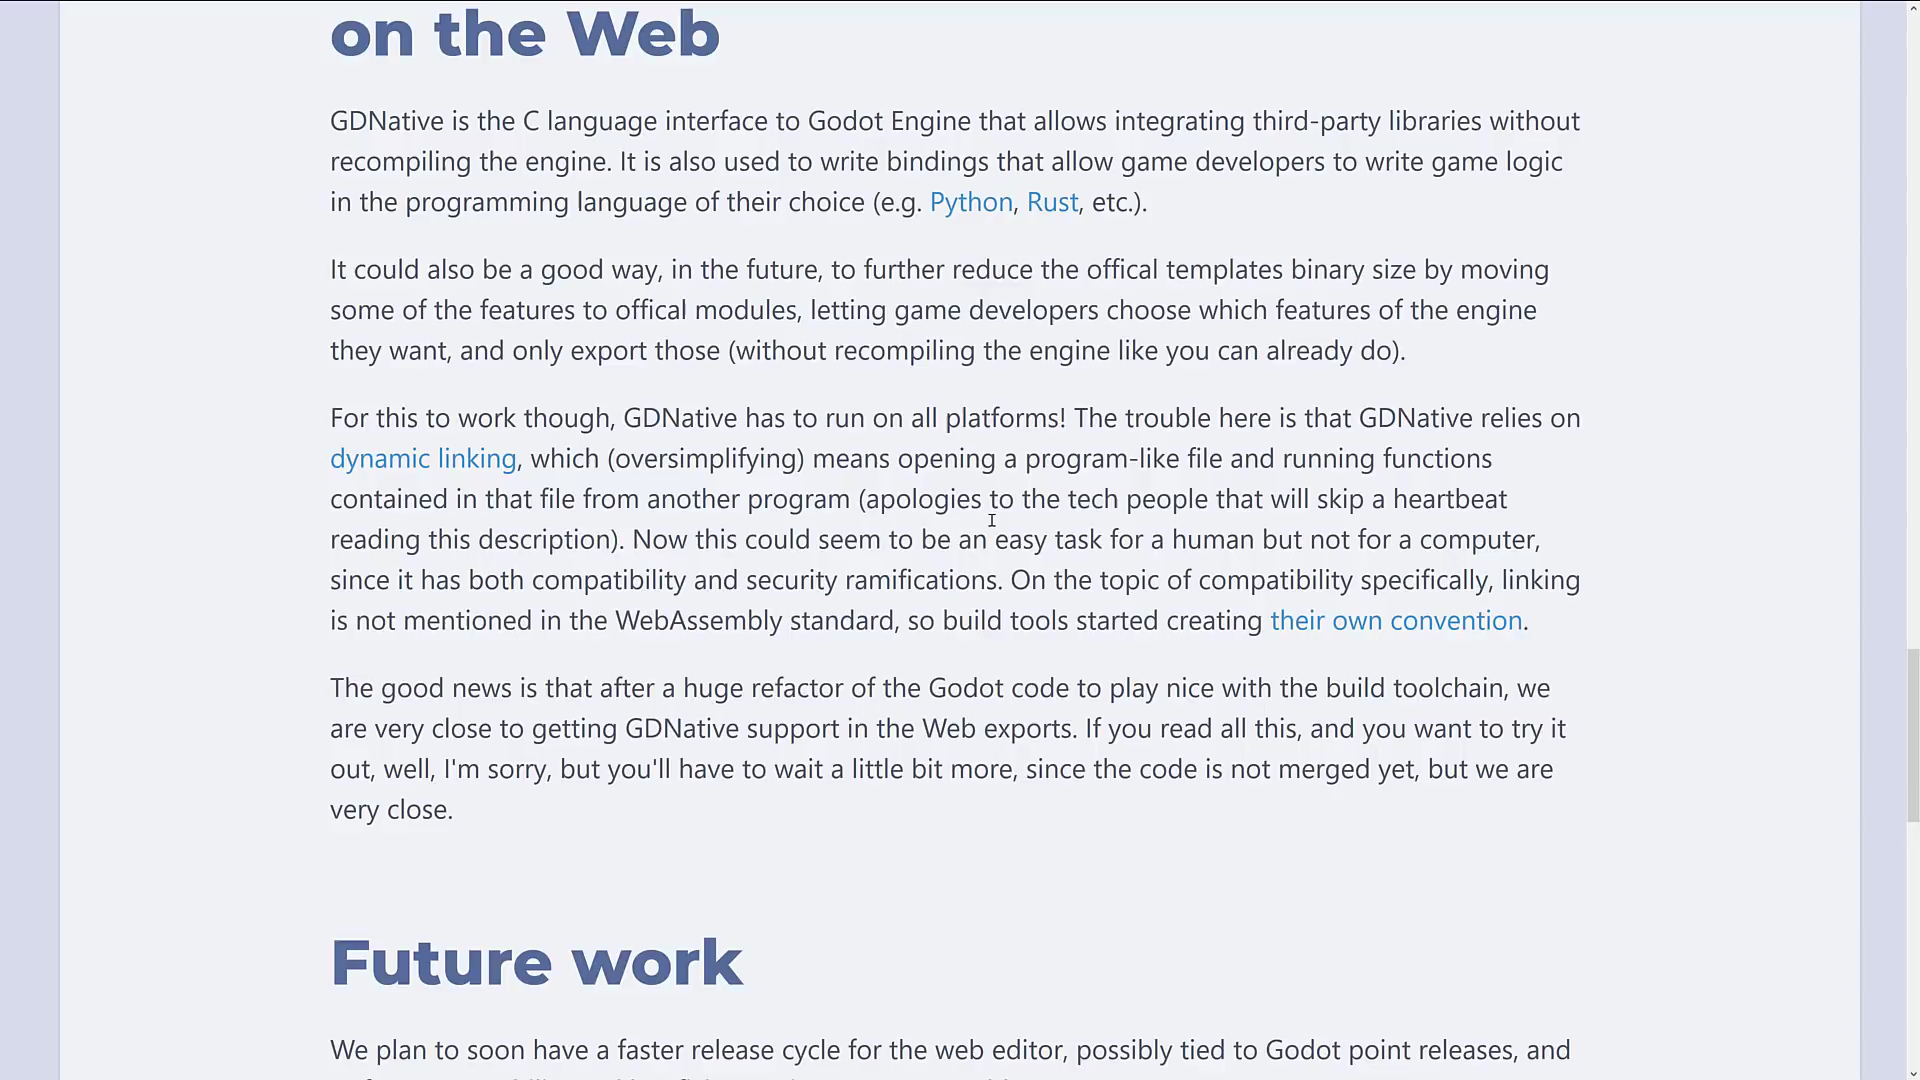 on the Web
GDNative is the C language interface to Godot Engine that allows integrating third-party libraries without
recompiling the engine. It is also used to write bindings that allow game developers to write game logic
in the programming language of their choice (e.g. Python, Rust, etc.).
It could also be a good way, in the future, to further reduce the offical templates binary size by moving
some of the features to offical modules, letting game developers choose which features of the engine
they want, and only export those (without recompiling the engine like you can already do).
For this to work though, GDNative has to run on all platforms! The trouble here is that GDNative relies on
dynamic linking, which (oversimplifying) means opening a program-like file and running functions
contained in that file from another program (apologies to the tech people that will skip a heartbeat
reading this description). Now this could seem to be an easy task for a human but not for a computer,
since it has both compatibility and security ramifications. On the topic of compatibility specifically, linking
is not mentioned in the WebAssembly standard, so build tools started creating their own convention.
The good news is that after a huge refactor of the Godot code to play nice with the build toolchain, we
are very close to getting GDNative support in the Web exports. If you read all this, and you want to try it
out, well, I'm sorry, but you'll have to wait a little bit more, since the code is not merged yet, but we are
very close.
Future work
We plan to soon have a faster release cycle for the web editor, possibly tied to Godot point releases, and